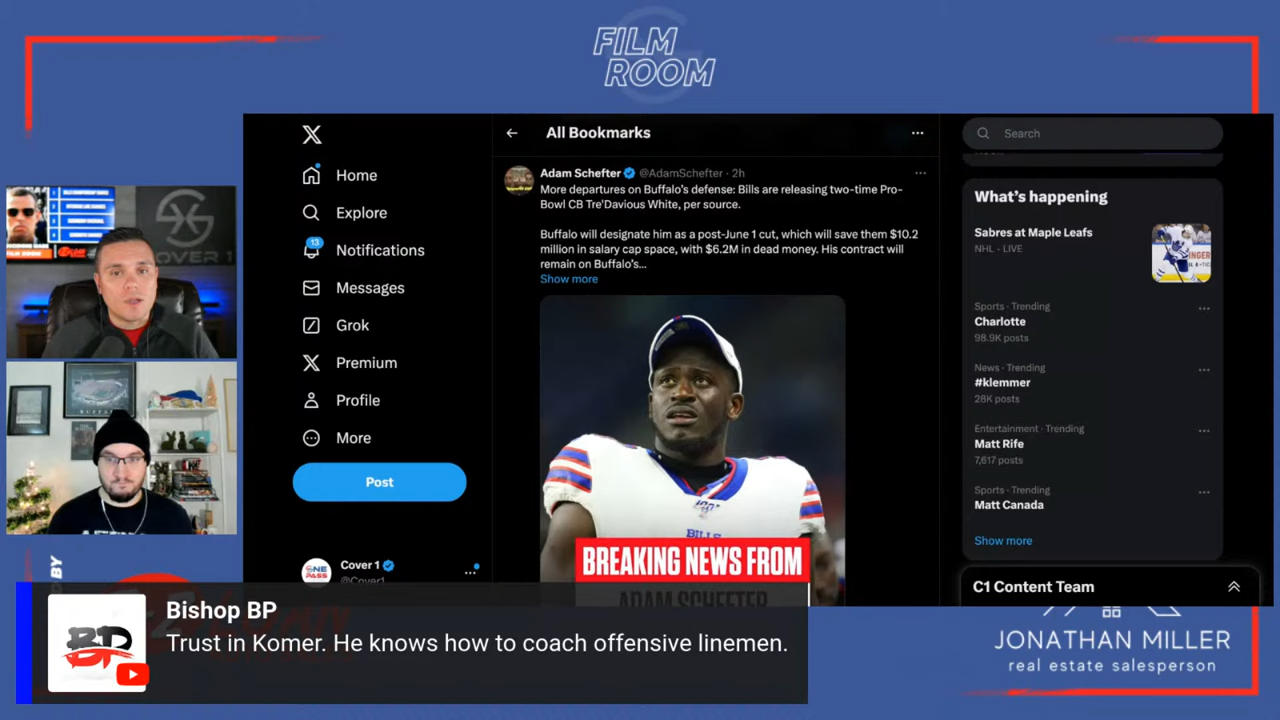 FILM
ROOM
Home
Explore
13
Notifications
Messages
Grok
Premium
Profile
More
Post
Cover 1
@Cover1
All Bookmarks
Adam Schefter @AdamSchefter · 2h
More departures on Buffalo's defense: Bills are releasing two-time Pro-
Bowl CB Tre'Davious White, per source.
Buffalo will designate him as a post-June 1 cut, which will save them $10.2
million in salary cap space, with $6.2M in dead money. His contract will
remain on Buffalo's...
Show more
BILLS
BREAKING NEWS FROM
ADAM SCHEFTER
Search
What's happening
Sabres at Maple Leafs
NHL · LIVE
Sports · Trending
Charlotte
98.9K posts
News · Trending
#klemmer
28K posts
Entertainment · Trending
Matt Rife
7,617 posts
Sports · Trending
Matt Canada
Show more
C1 Content Team
BP
Bishop BP
Trust in Komer. He knows how to coach offensive linemen.
JONATHAN MILLER
real estate salesperson